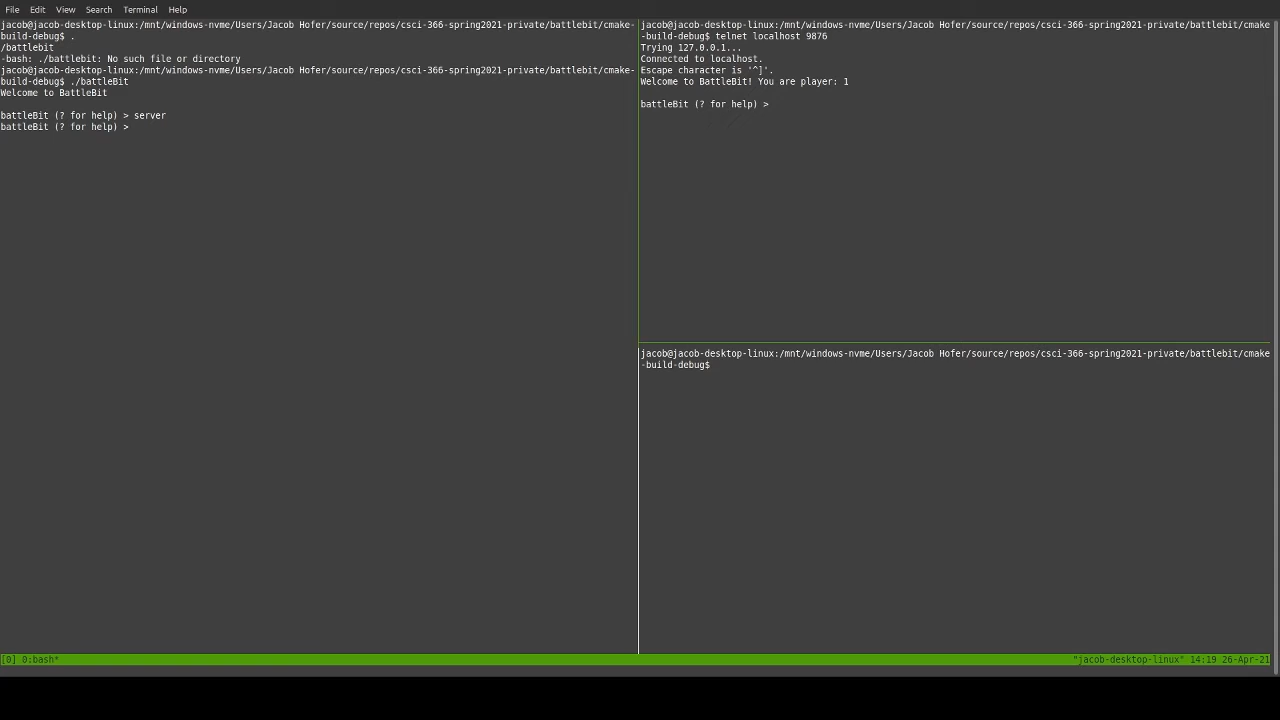 File Edit View Search Terminal Help
jacob@jacob-desktop-linux:/mnt/windows-nvme/Users/Jacob Hofer/source/repos/csci-366-spring2021-private/battlebit/cmake-
build-debug$ .
/battlebit
-bash: ./battlebit: No such file or directory
jacob@jacob-desktop-linux:/mnt/windows-nvme/Users/Jacob Hofer/source/repos/csci-366-spring2021-private/battlebit/cmake-
build-debug$ ./battleBit
Welcome to BattleBit
battleBit (? for help) > server
battleBit (? for help) >
jacob@jacob-desktop-linux:/mnt/windows-nvme/Users/Jacob Hofer/source/repos/csci-366-spring2021-private/battlebit/cmake
-build-debug$ telnet localhost 9876
Trying 127.0.0.1...
Connected to localhost.
Escape character is '^]'.
Welcome to BattleBit! You are player: 1
battleBit (? for help) >
jacob@jacob-desktop-linux:/mnt/windows-nvme/Users/Jacob Hofer/source/repos/csci-366-spring2021-private/battlebit/cmake
-build-debug$
[0] 0:bash* "jacob-desktop-linux" 14:19 26-Apr-21